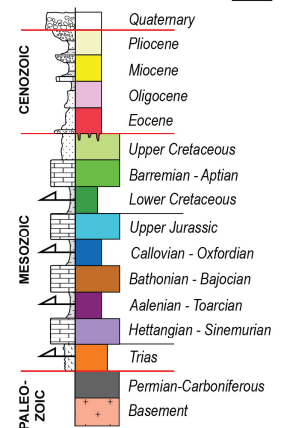 Quaternary
Pliocene
Miocene
Oligocene
Eocene
Upper Cretaceous
Barremian - Aptian
Lower Cretaceous
Upper Jurassic
Callovian - Oxfordian
Bathonian - Bajocian
Aalenian - Toarcian
Hettangian - Sinemurian
Trias
Permian-Carboniferous
Basement
CENOZOIC
MESOZOIC
PALEO-
ZOIC